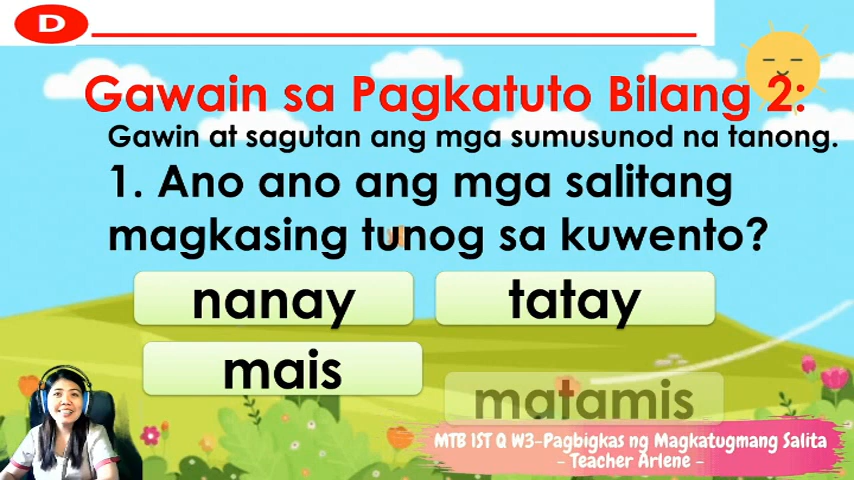 D
Gawain sa Pagkatuto Bilang 2:
Gawin at sagutan ang mga sumusunod na tanong.
1. Ano ano ang mga salitang
magkasing tunog sa kuwento?
nanay tatay
mais
matamis
MTB 1ST Q W3-Pagbigkas ng Magkatugmang Salita
- Teacher Arlene -